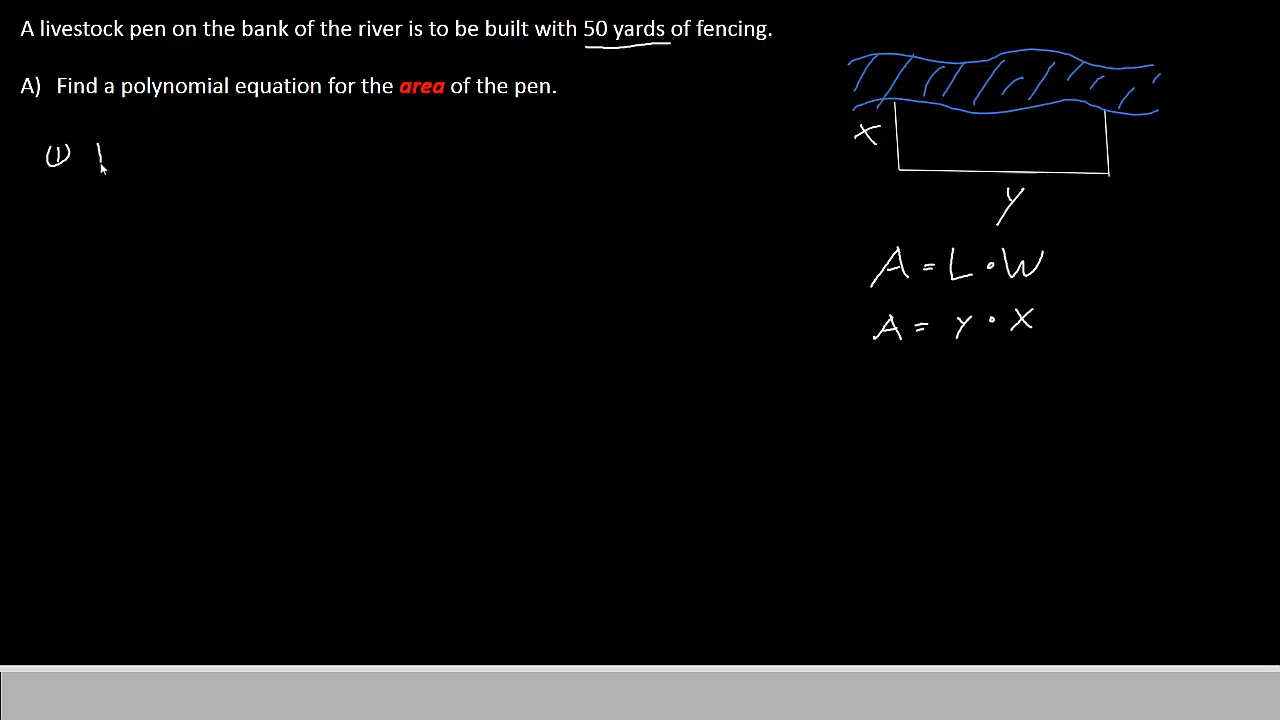 A livestock pen on the bank of the river is to be built with 50 yards of fencing.
A) Find a polynomial equation for the area of the pen.
①
x
y
A = L · W
A = y · x